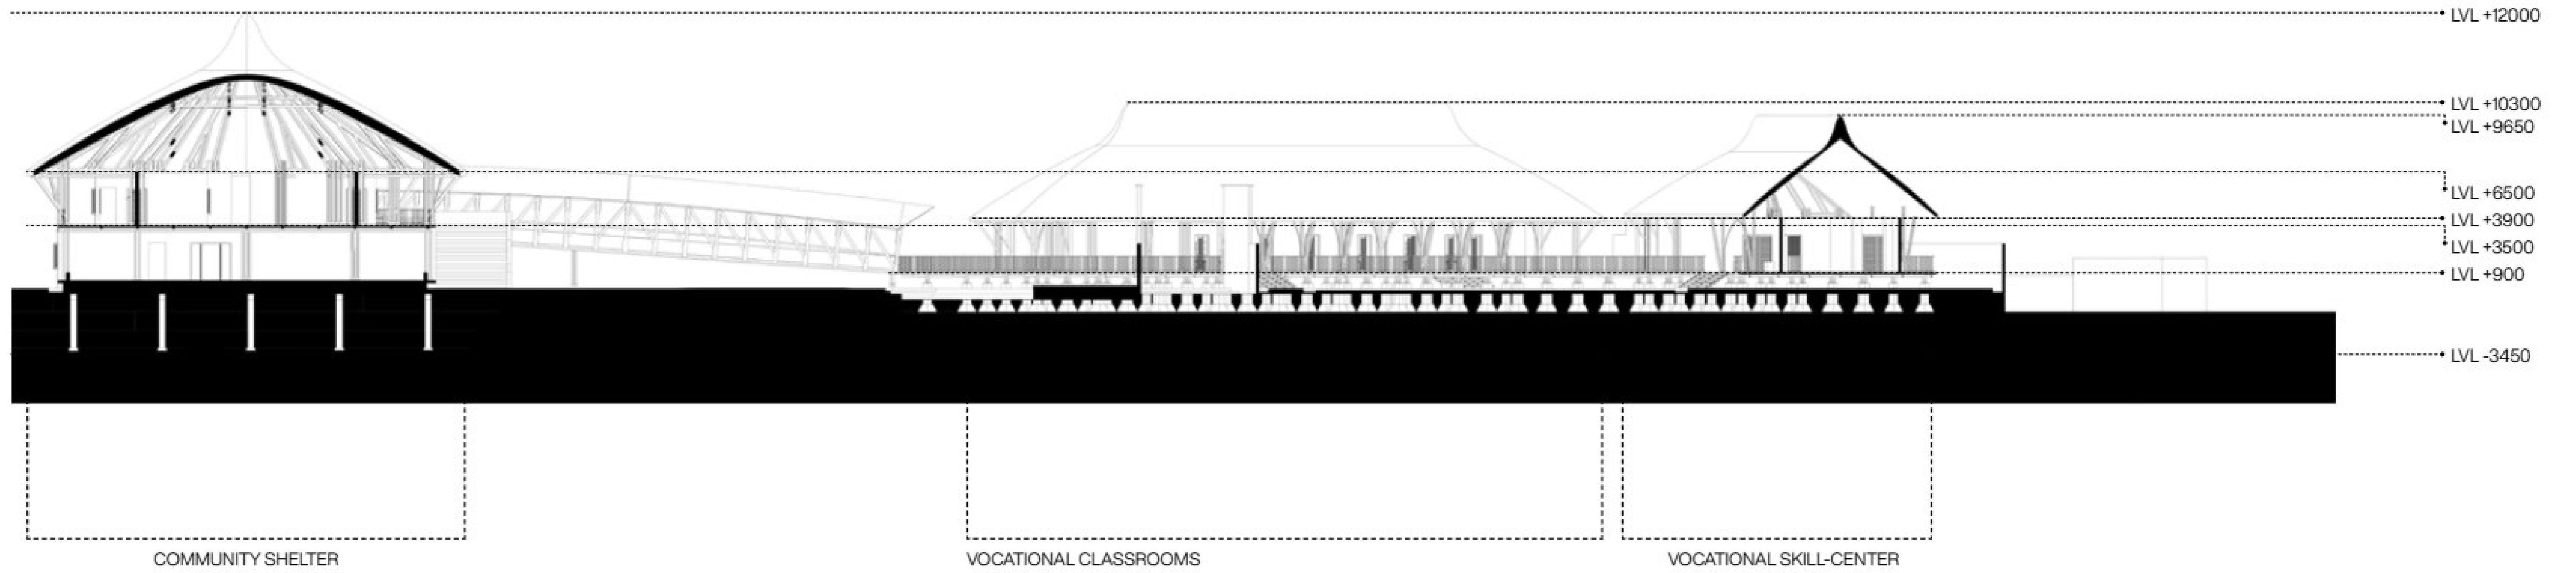 LVL +12000
LVL +10300
LVL +9650
LVL +6500
LVL +3900
LVL +3500
LVL +900
LVL -3450
COMMUNITY SHELTER
VOCATIONAL CLASSROOMS
VOCATIONAL SKILL-CENTER